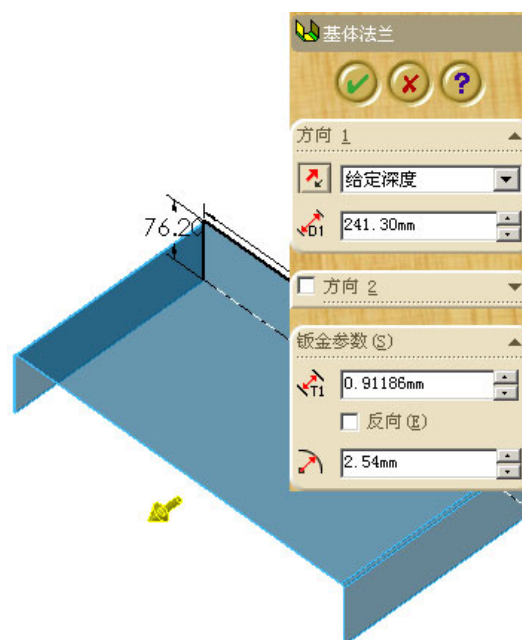 基体法兰
?
方向 1
给定深度
76.20
D1
241.30mm
方向 2
钣金参数(S)
T1
0.91186mm
反向(E)
2.54mm